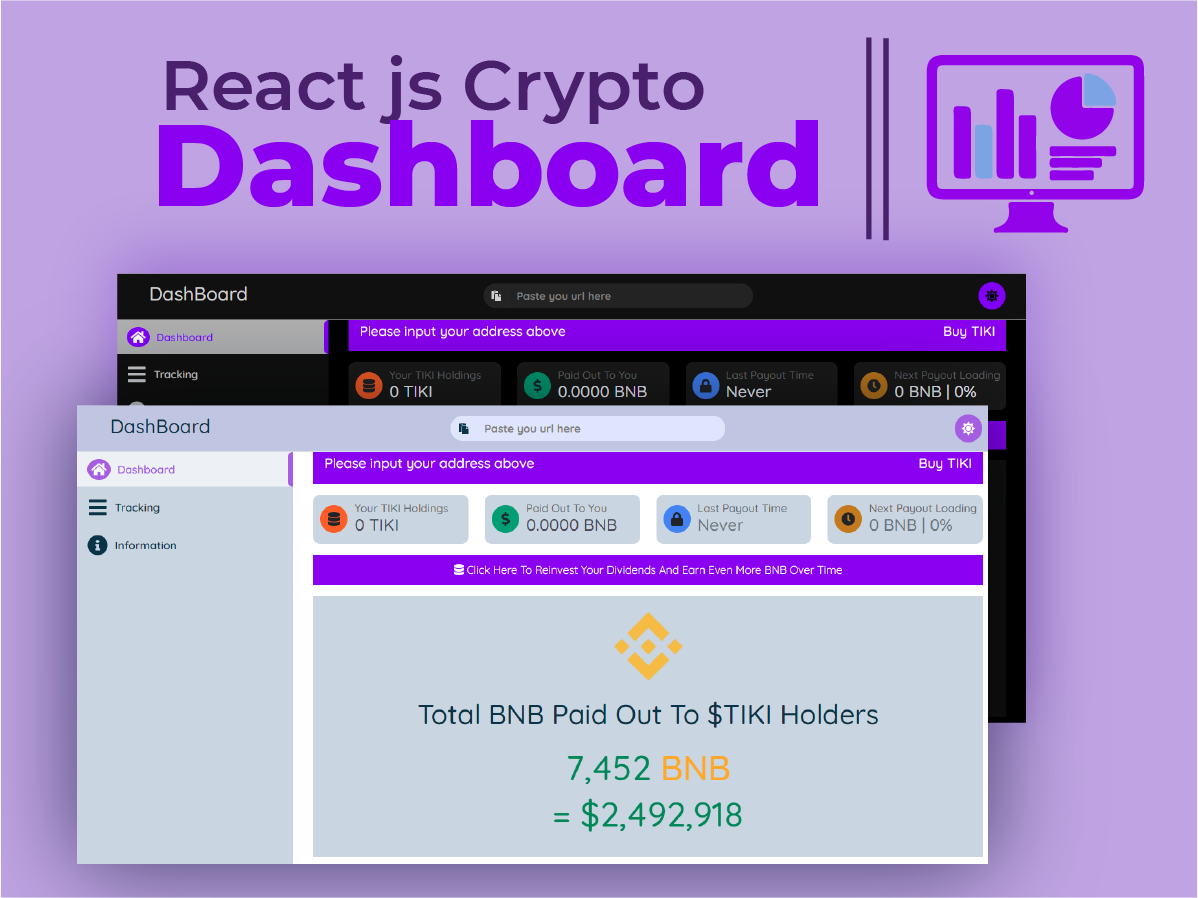 React js Crypto
Dashboard
DashBoard
Paste you url here
Dashboard
Please input your address above
Buy TIKI
Tracking
Your TIKI Holdings
0 TIKI
Paid Out To You
0.0000 BNB
Last Payout Time
Never
Next Payout Loading
0 BNB | 0%
DashBoard
Paste you url here
Dashboard
Tracking
Information
Please input your address above
Buy TIKI
Your TIKI Holdings
0 TIKI
Paid Out To You
0.0000 BNB
Last Payout Time
Never
Next Payout Loading
0 BNB | 0%
Click Here To Reinvest Your Dividends And Earn Even More BNB Over Time
Total BNB Paid Out To $TIKI Holders
7,452 BNB
= $2,492,918